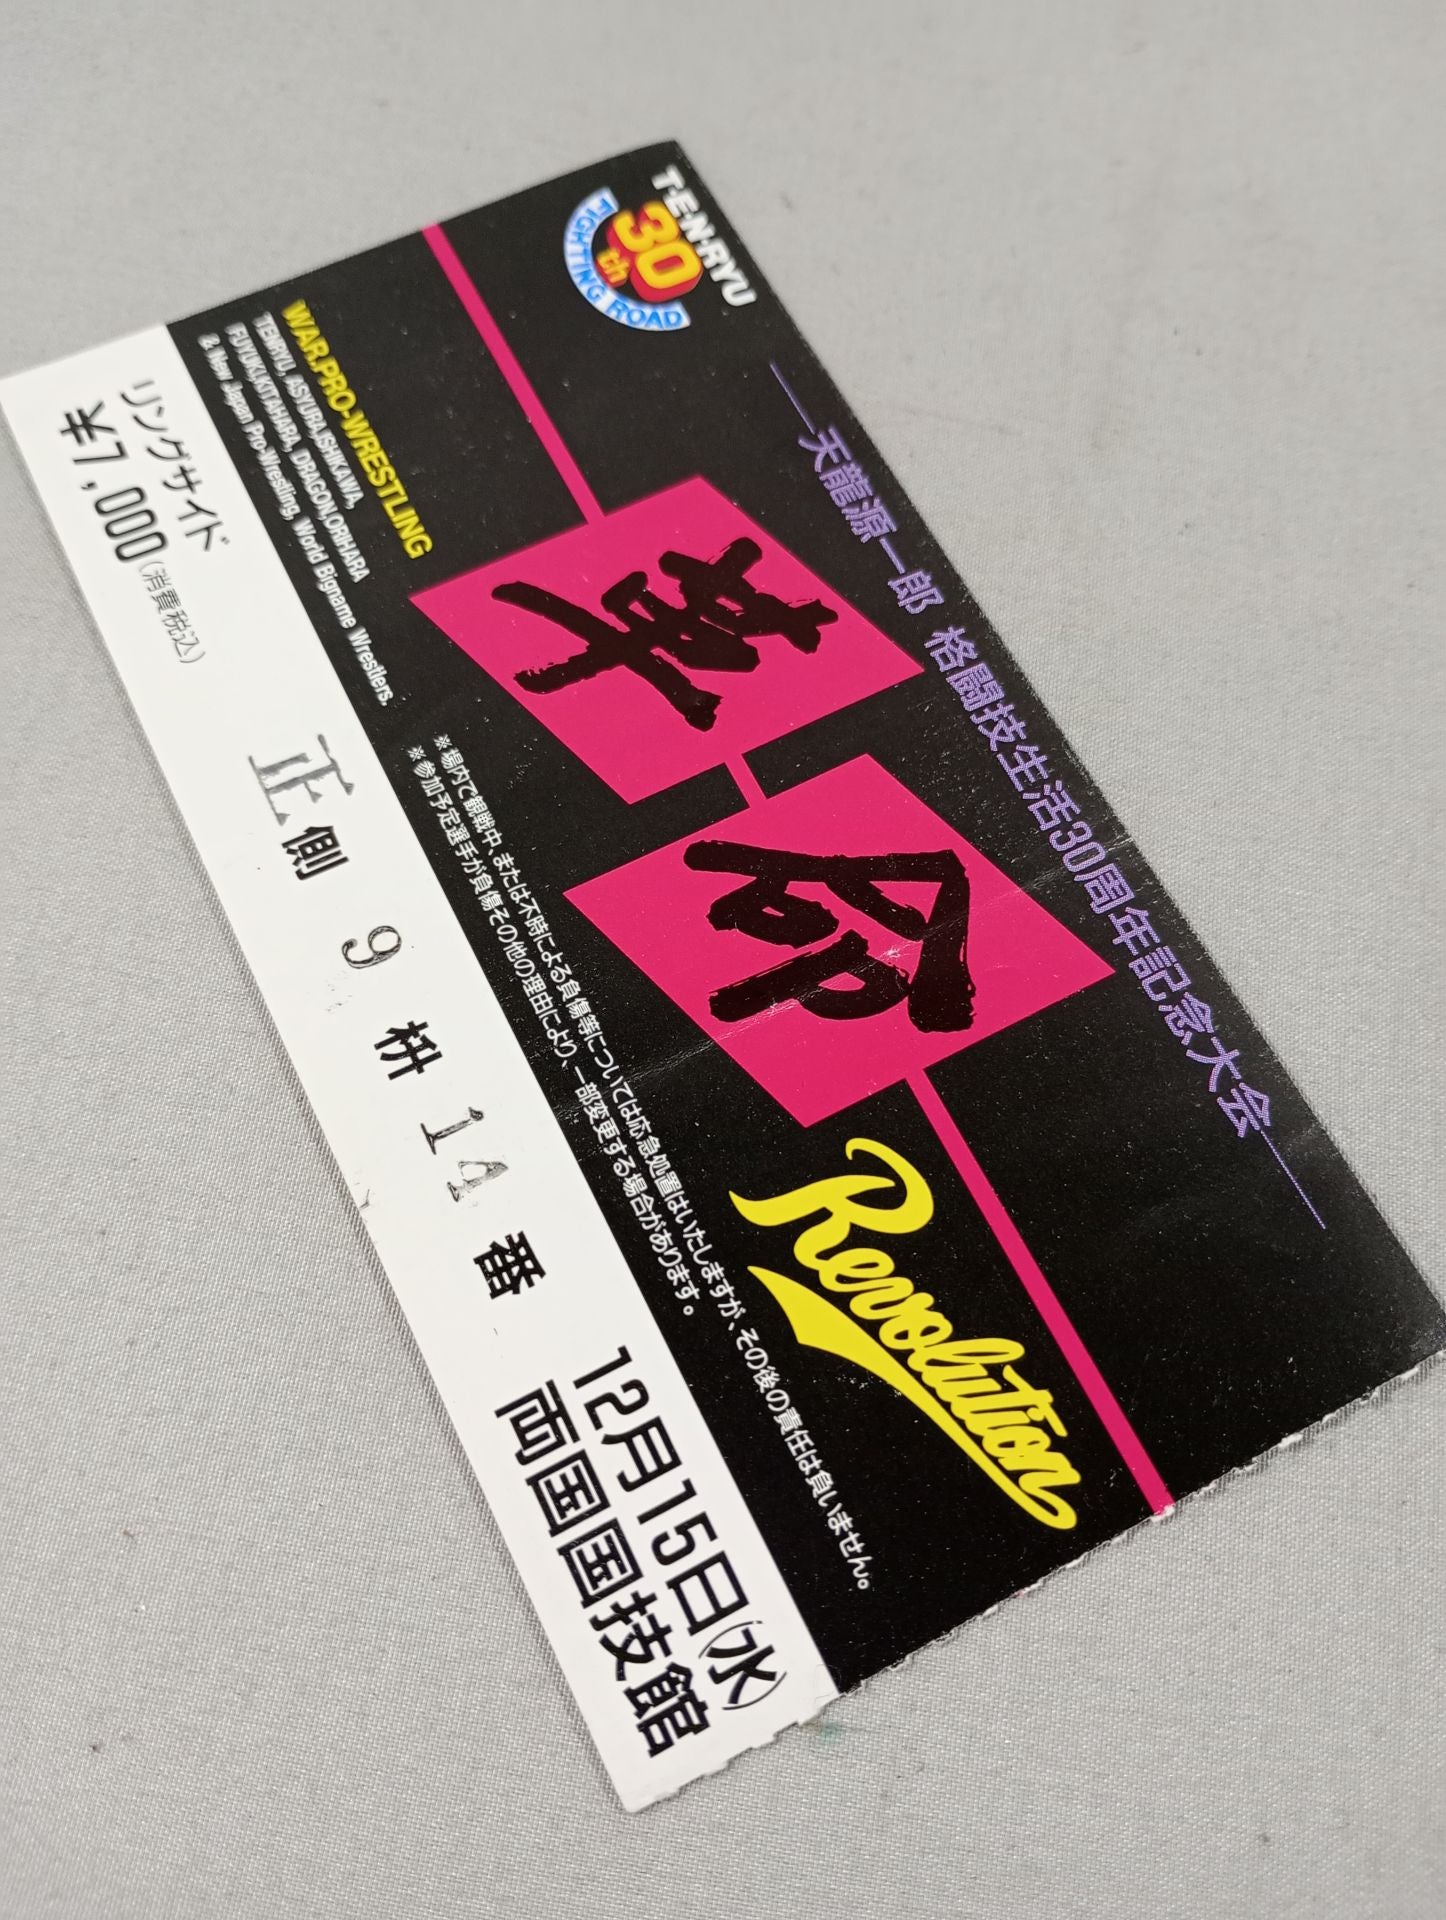 T·E·N·RYU
30th
FIGHTING ROAD
天龍源一郎 格闘技生活30周年記念大会
革命
Revolution
WAR.PRO-WRESTLING
TENRYU, ASYURA,ISHIKAWA,
FUYUKI,KITAHARA, DRAGON,ORIHARA
& New Japan Pro-Wrestling, World Bigname Wrestlers.
※場内で観戦中、または不時による負傷等については応急処置はいたしますが、その後の責任は負いません。
※参加予定選手が負傷その他の理由により、一部変更する場合があります。
リングサイド
¥7,000(消費税込)
正側 9 枡 14 番
12月15日(水)
両国国技館